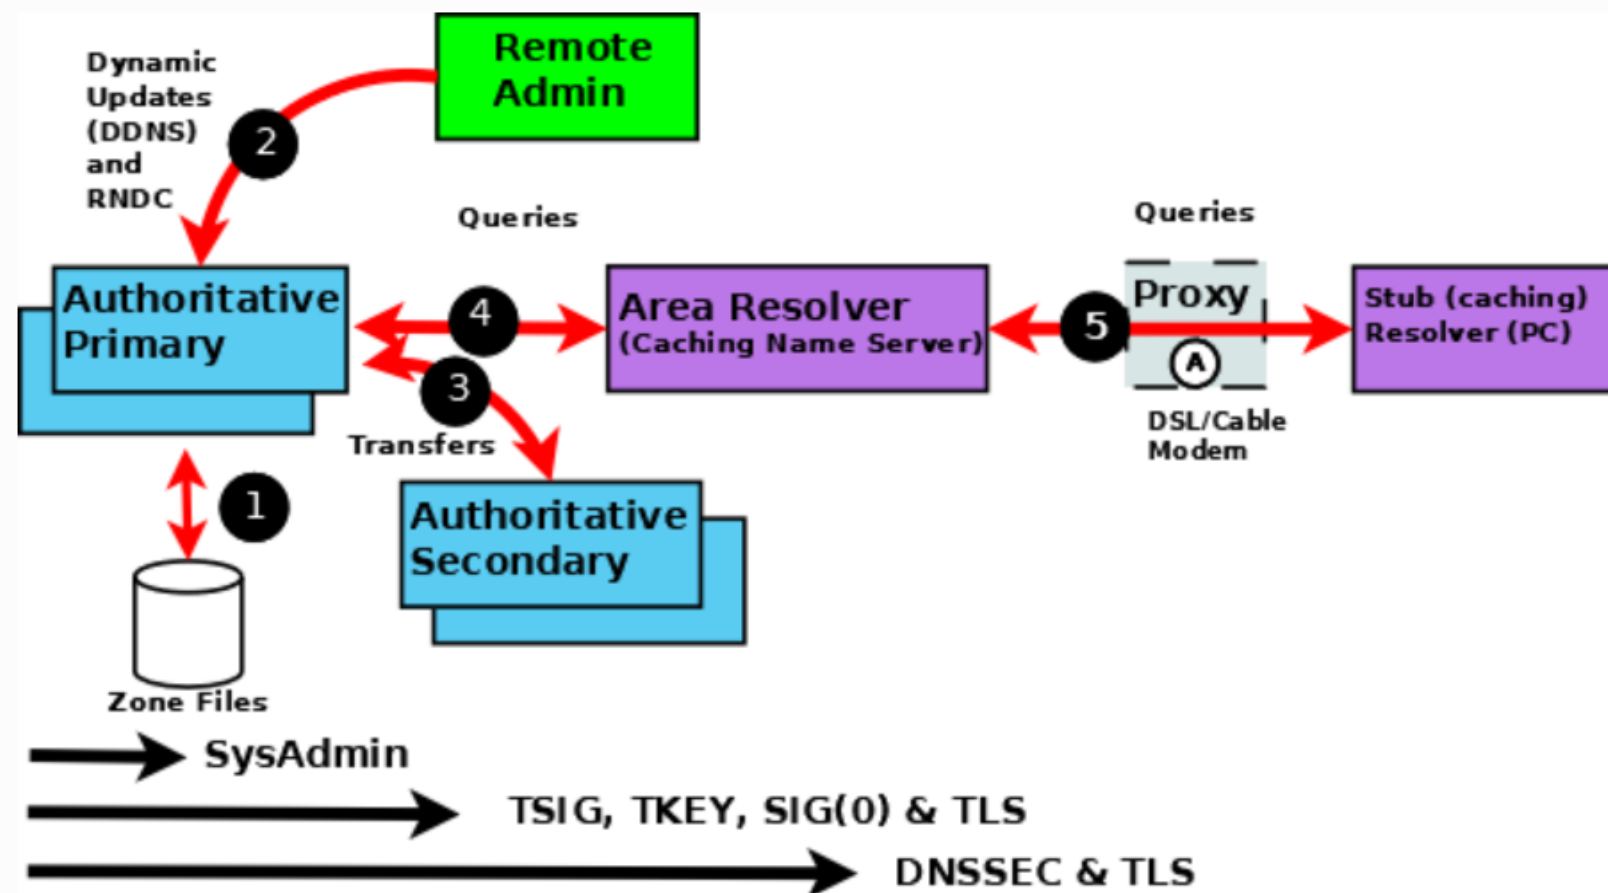 Remote
Admin
Dynamic
Updates
(DDNS)
and
RNDC
2
Queries
Queries
Authoritative
Primary
4
Area Resolver
(Caching Name Server)
5
Proxy
A
Stub (caching)
Resolver (PC)
3
DSL/Cable
Modem
Transfers
1
Authoritative
Secondary
Zone Files
SysAdmin
TSIG, TKEY, SIG(0) & TLS
DNSSEC & TLS